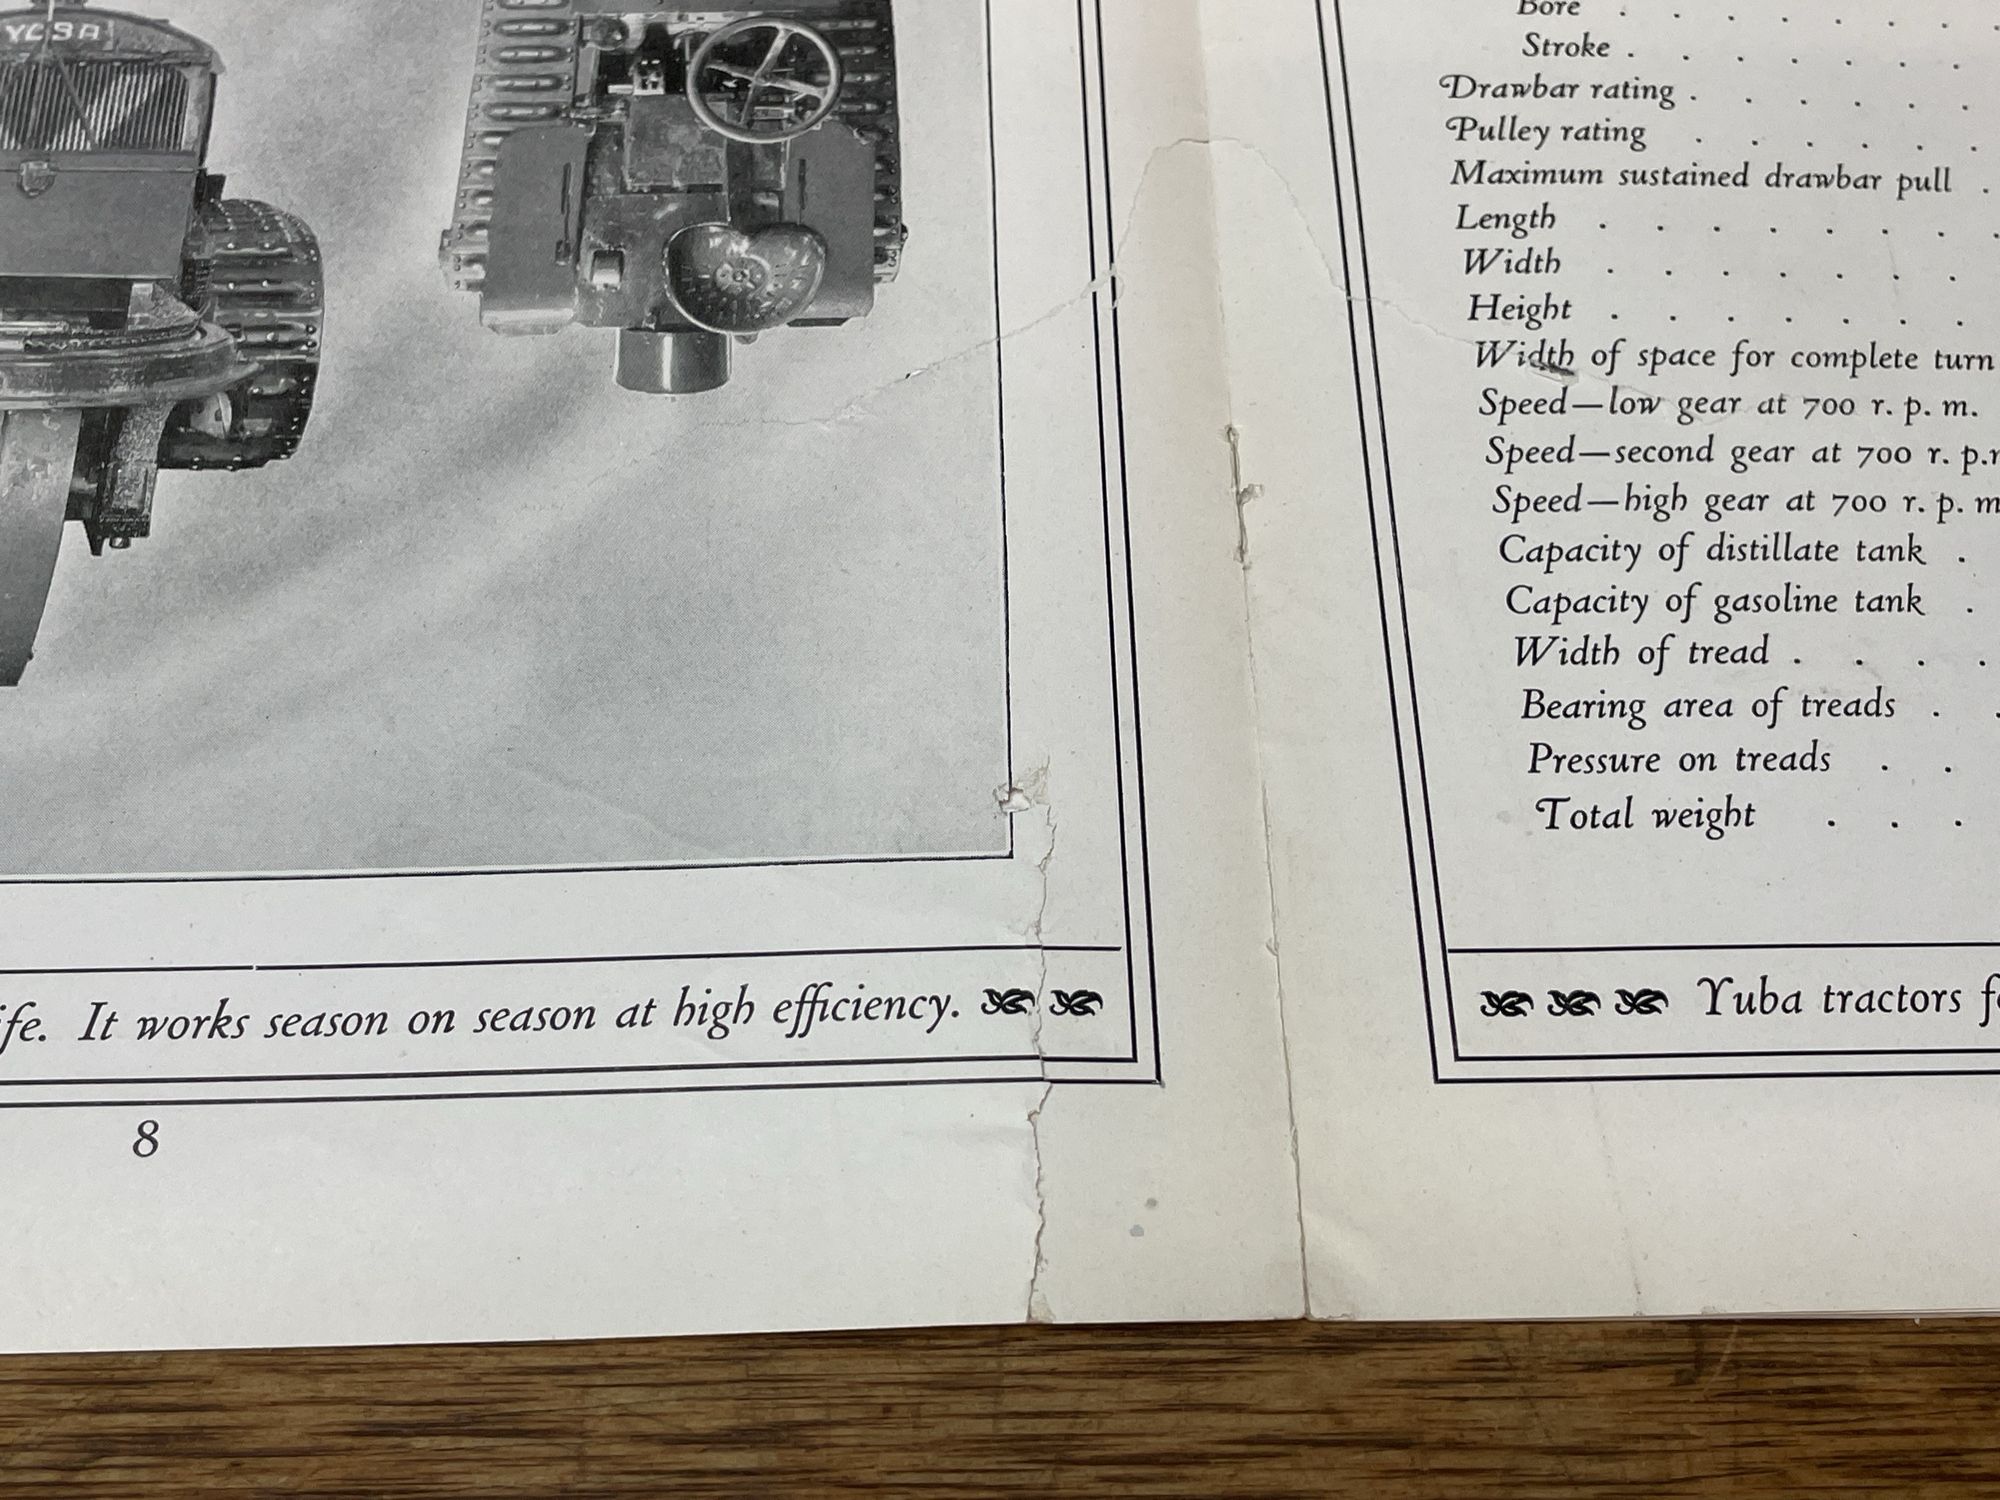 YUBA
ife. It works season on season at high efficiency.
8
Bore . . . . . . .
Stroke . . . . . . .
Drawbar rating . . . . . .
Pulley rating . . . . . .
Maximum sustained drawbar pull .
Length . . . . . . . .
Width . . . . . . .
Height . . . . . . .
Width of space for complete turn
Speed—low gear at 700 r. p. m.
Speed—second gear at 700 r. p.
Speed—high gear at 700 r. p. m
Capacity of distillate tank .
Capacity of gasoline tank .
Width of tread . . . .
Bearing area of treads . .
Pressure on treads . .
Total weight . . .
Yuba tractors f